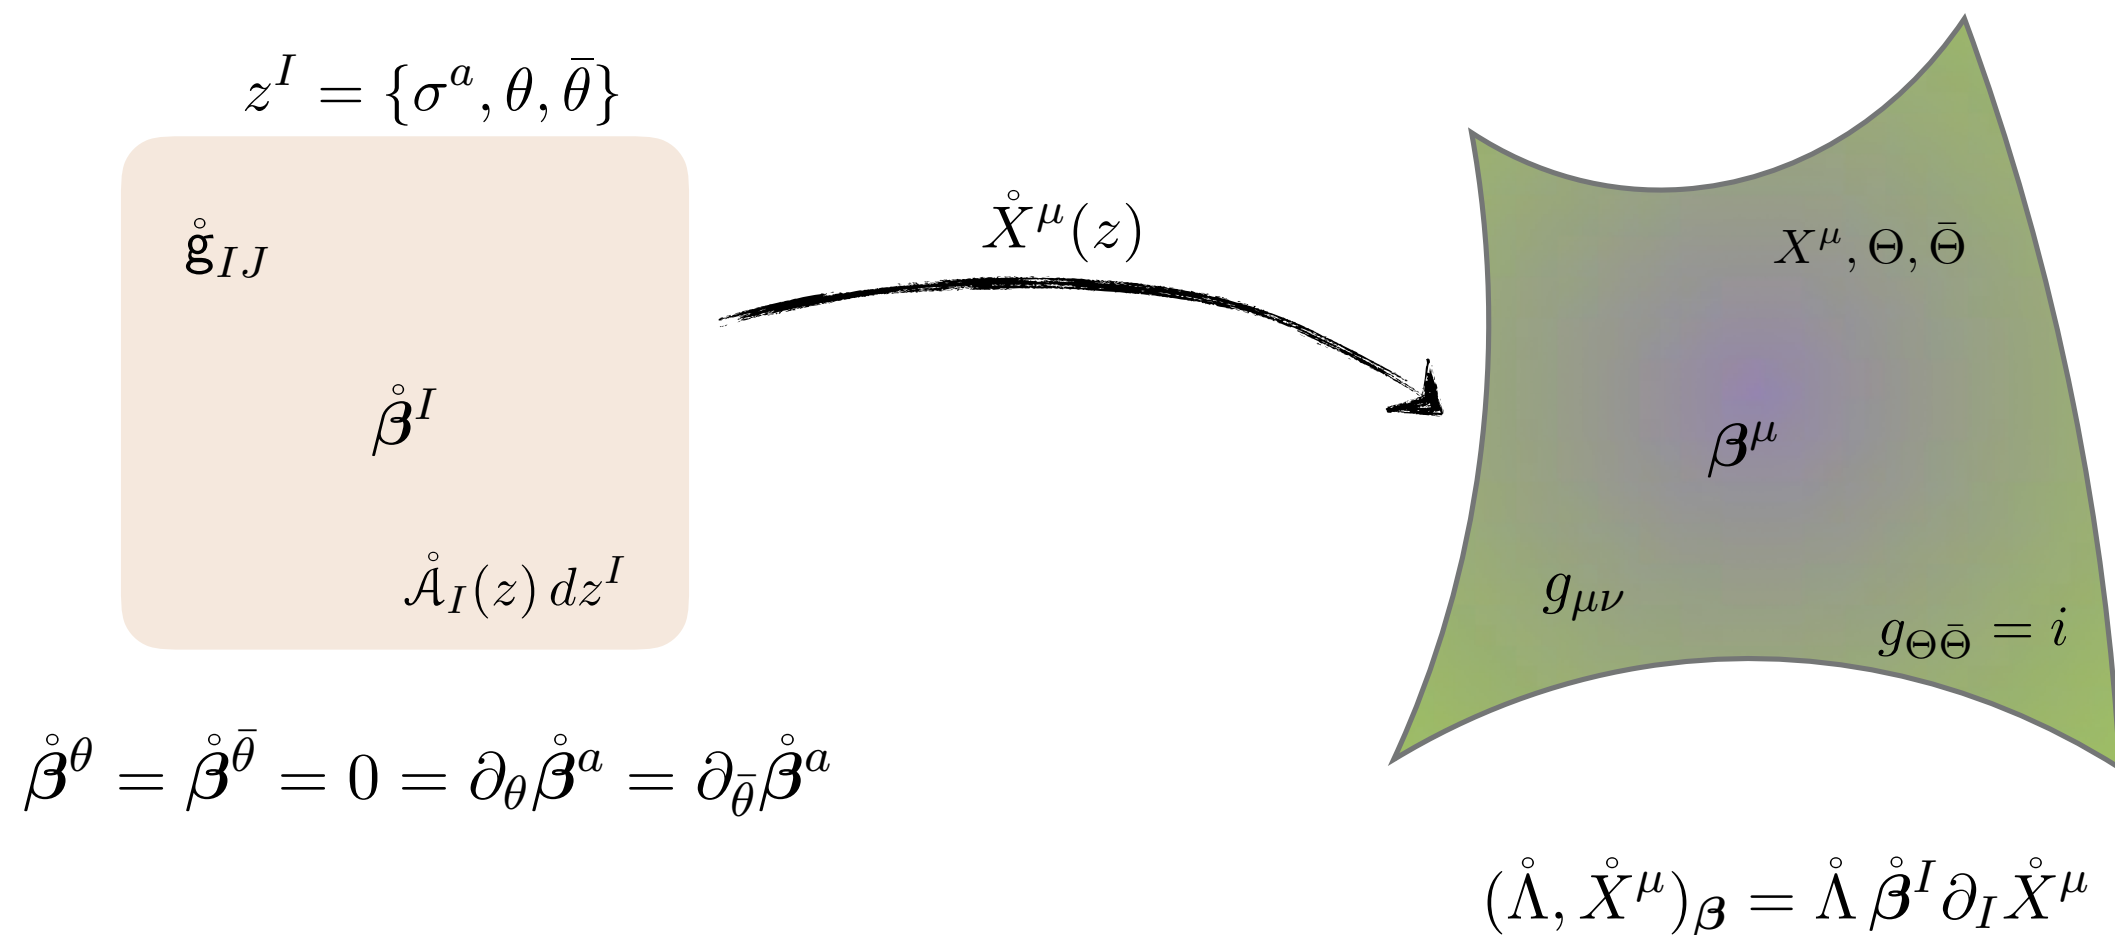 z^I = {σ^a, θ, θ̄}
g̊_{IJ}
β̊^I
𝒜̊_I(z) dz^I
β̊^θ = β̊^θ̄ = 0 = ∂_θ β̊^a = ∂_θ̄ β̊^a
X̊^μ(z)
X^μ, Θ, Θ̄
β^μ
g_{μν}
g_{ΘΘ̄} = i
(Λ̊, X̊^μ)_β = Λ̊ β̊^I ∂_I X̊^μ